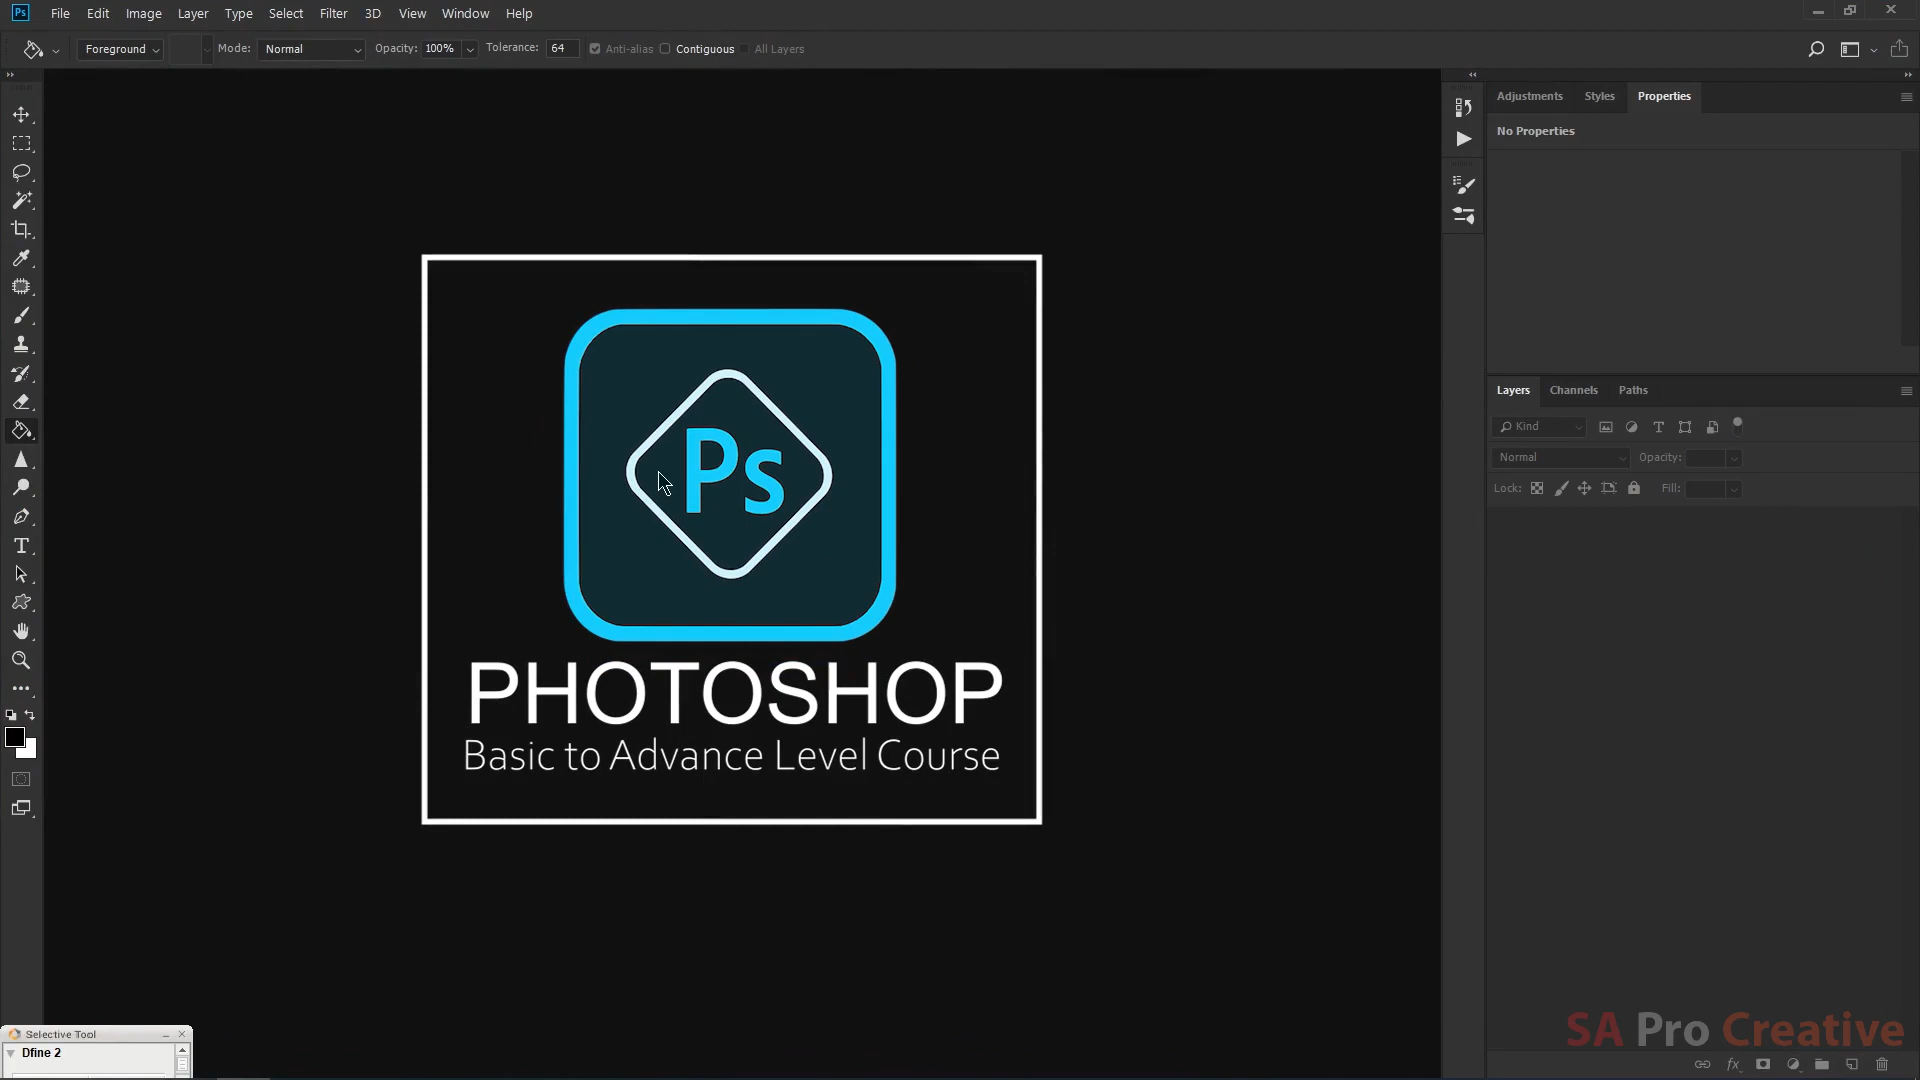 Ps File Edit Image Layer Type Select Filter 3D View Window Help
Foreground Mode: Normal Opacity: 100% Tolerance: 64 Anti-alias Contiguous All Layers
Adjustments Styles Properties
No Properties
Ps
PHOTOSHOP
Basic to Advance Level Course
Layers Channels Paths
Kind
Normal Opacity:
Lock: Fill:
Selective Tool
Dfine 2
SA Pro Creative
fx